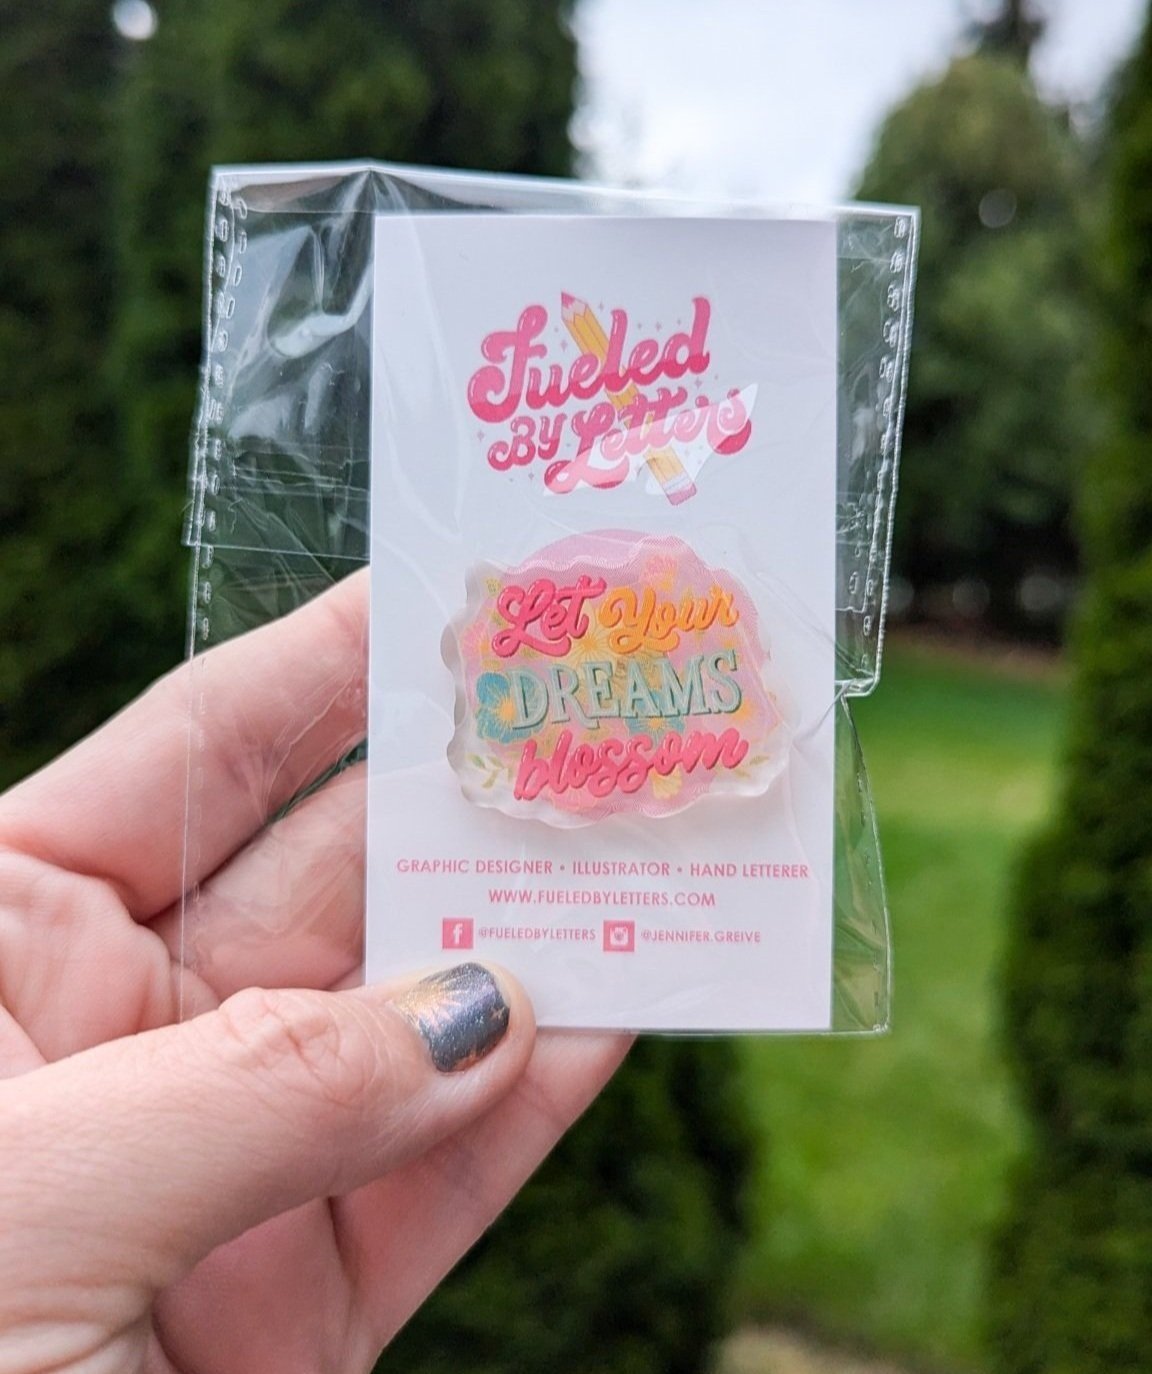 Fueled
By Letters
Let Your
DREAMS
blossom
GRAPHIC DESIGNER • ILLUSTRATOR • HAND LETTERER
WWW.FUELEDBYLETTERS.COM
f @FUELEDBYLETTERS @JENNIFER.GREIVE